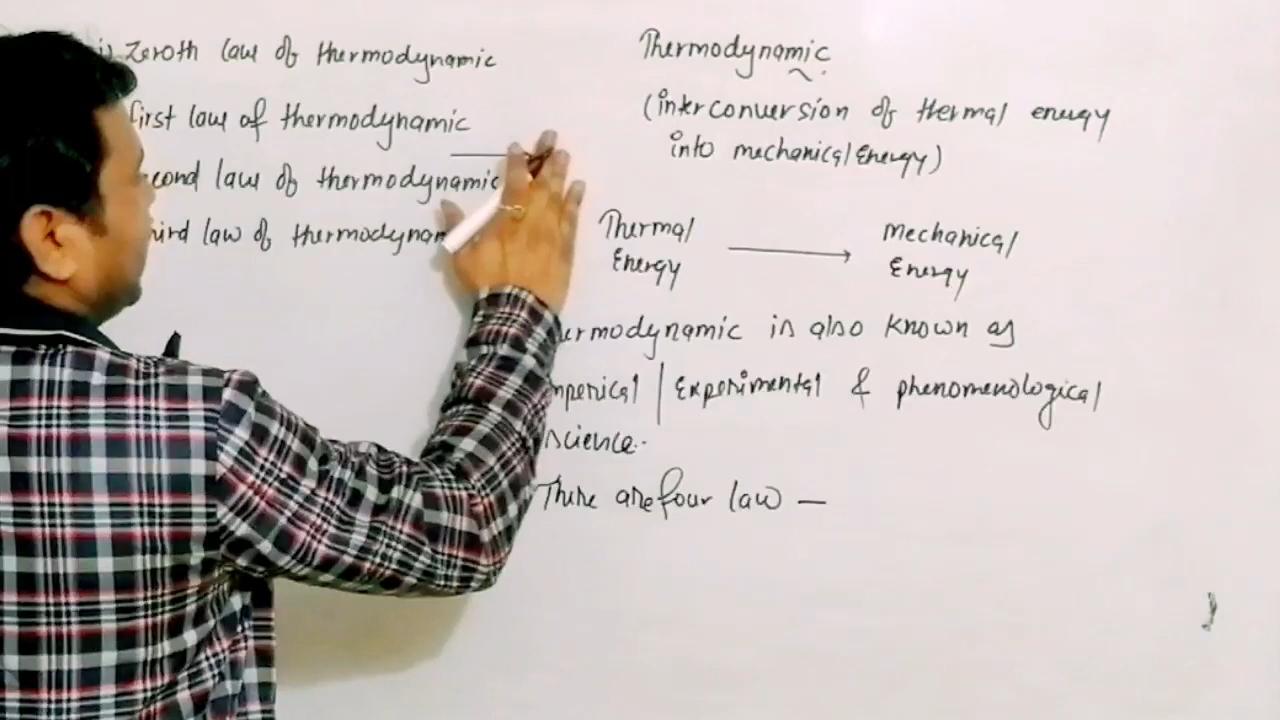 Zeroth law of thermodynamic
first law of thermodynamic
cond law of thermodynamic
ird law of thermodynam
Thermodynamic
(interconversion of thermal energy
into mechanical Energy)
Thermal Energy → Mechanical Energy
ermodynamic is also known as
mperical | Experimental & phenomenological
science.
There are four law —